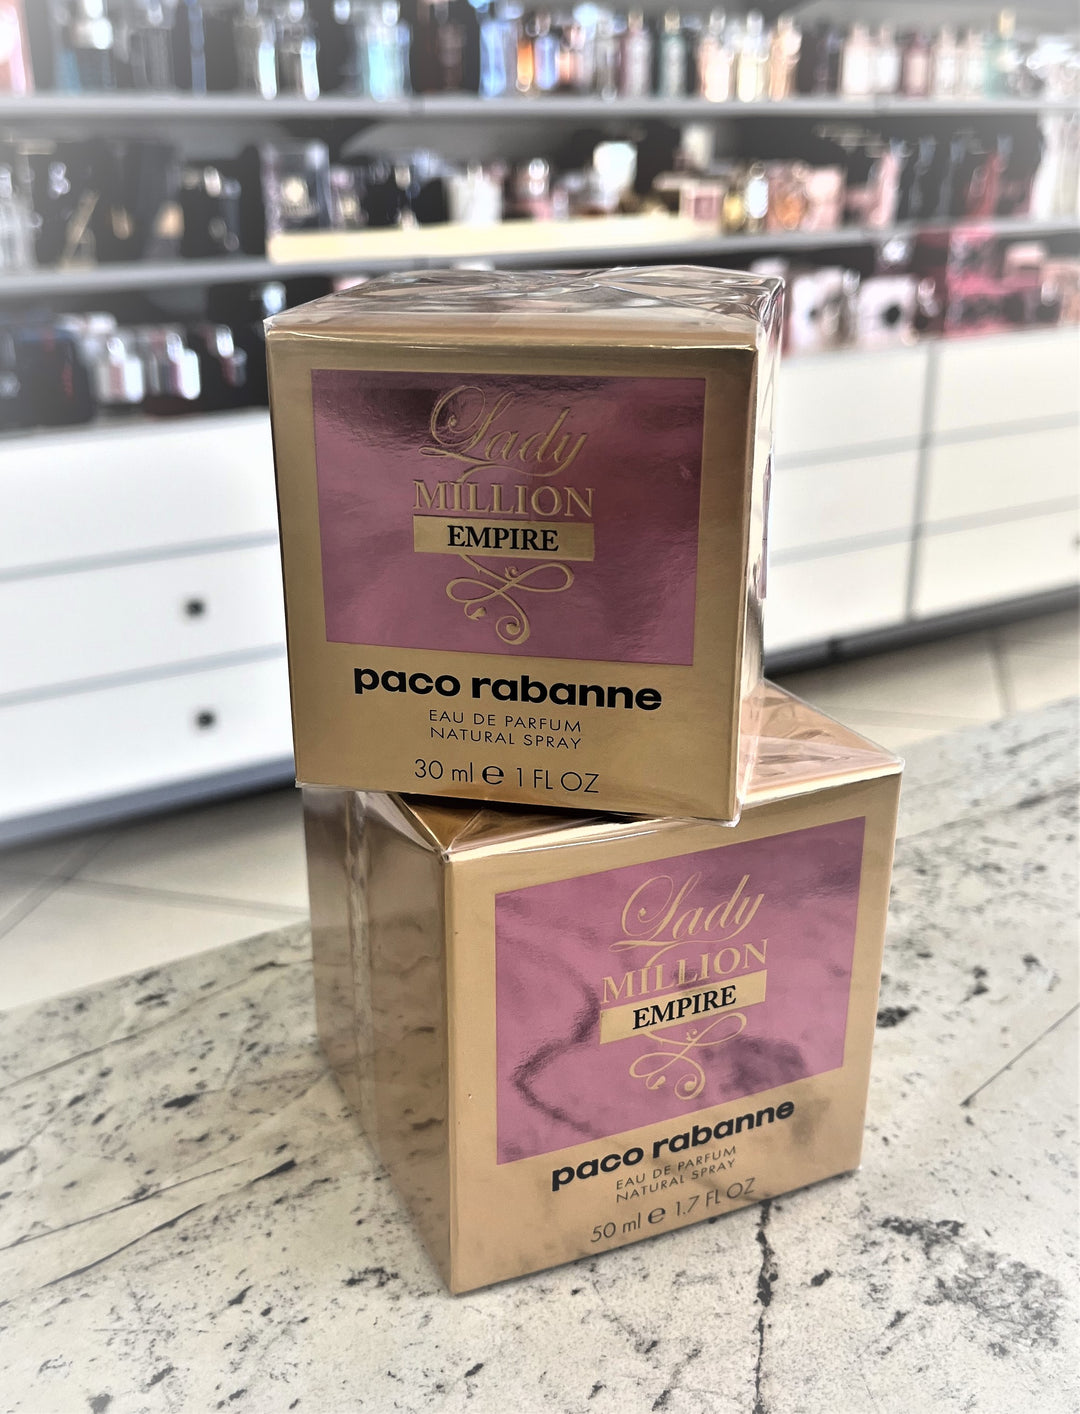 Lady
MILLION
EMPIRE
paco rabanne
EAU DE PARFUM
NATURAL SPRAY
30 ml ℮ 1 FL OZ
Lady
MILLION
EMPIRE
paco rabanne
EAU DE PARFUM
NATURAL SPRAY
50 ml ℮ 1.7 FL OZ